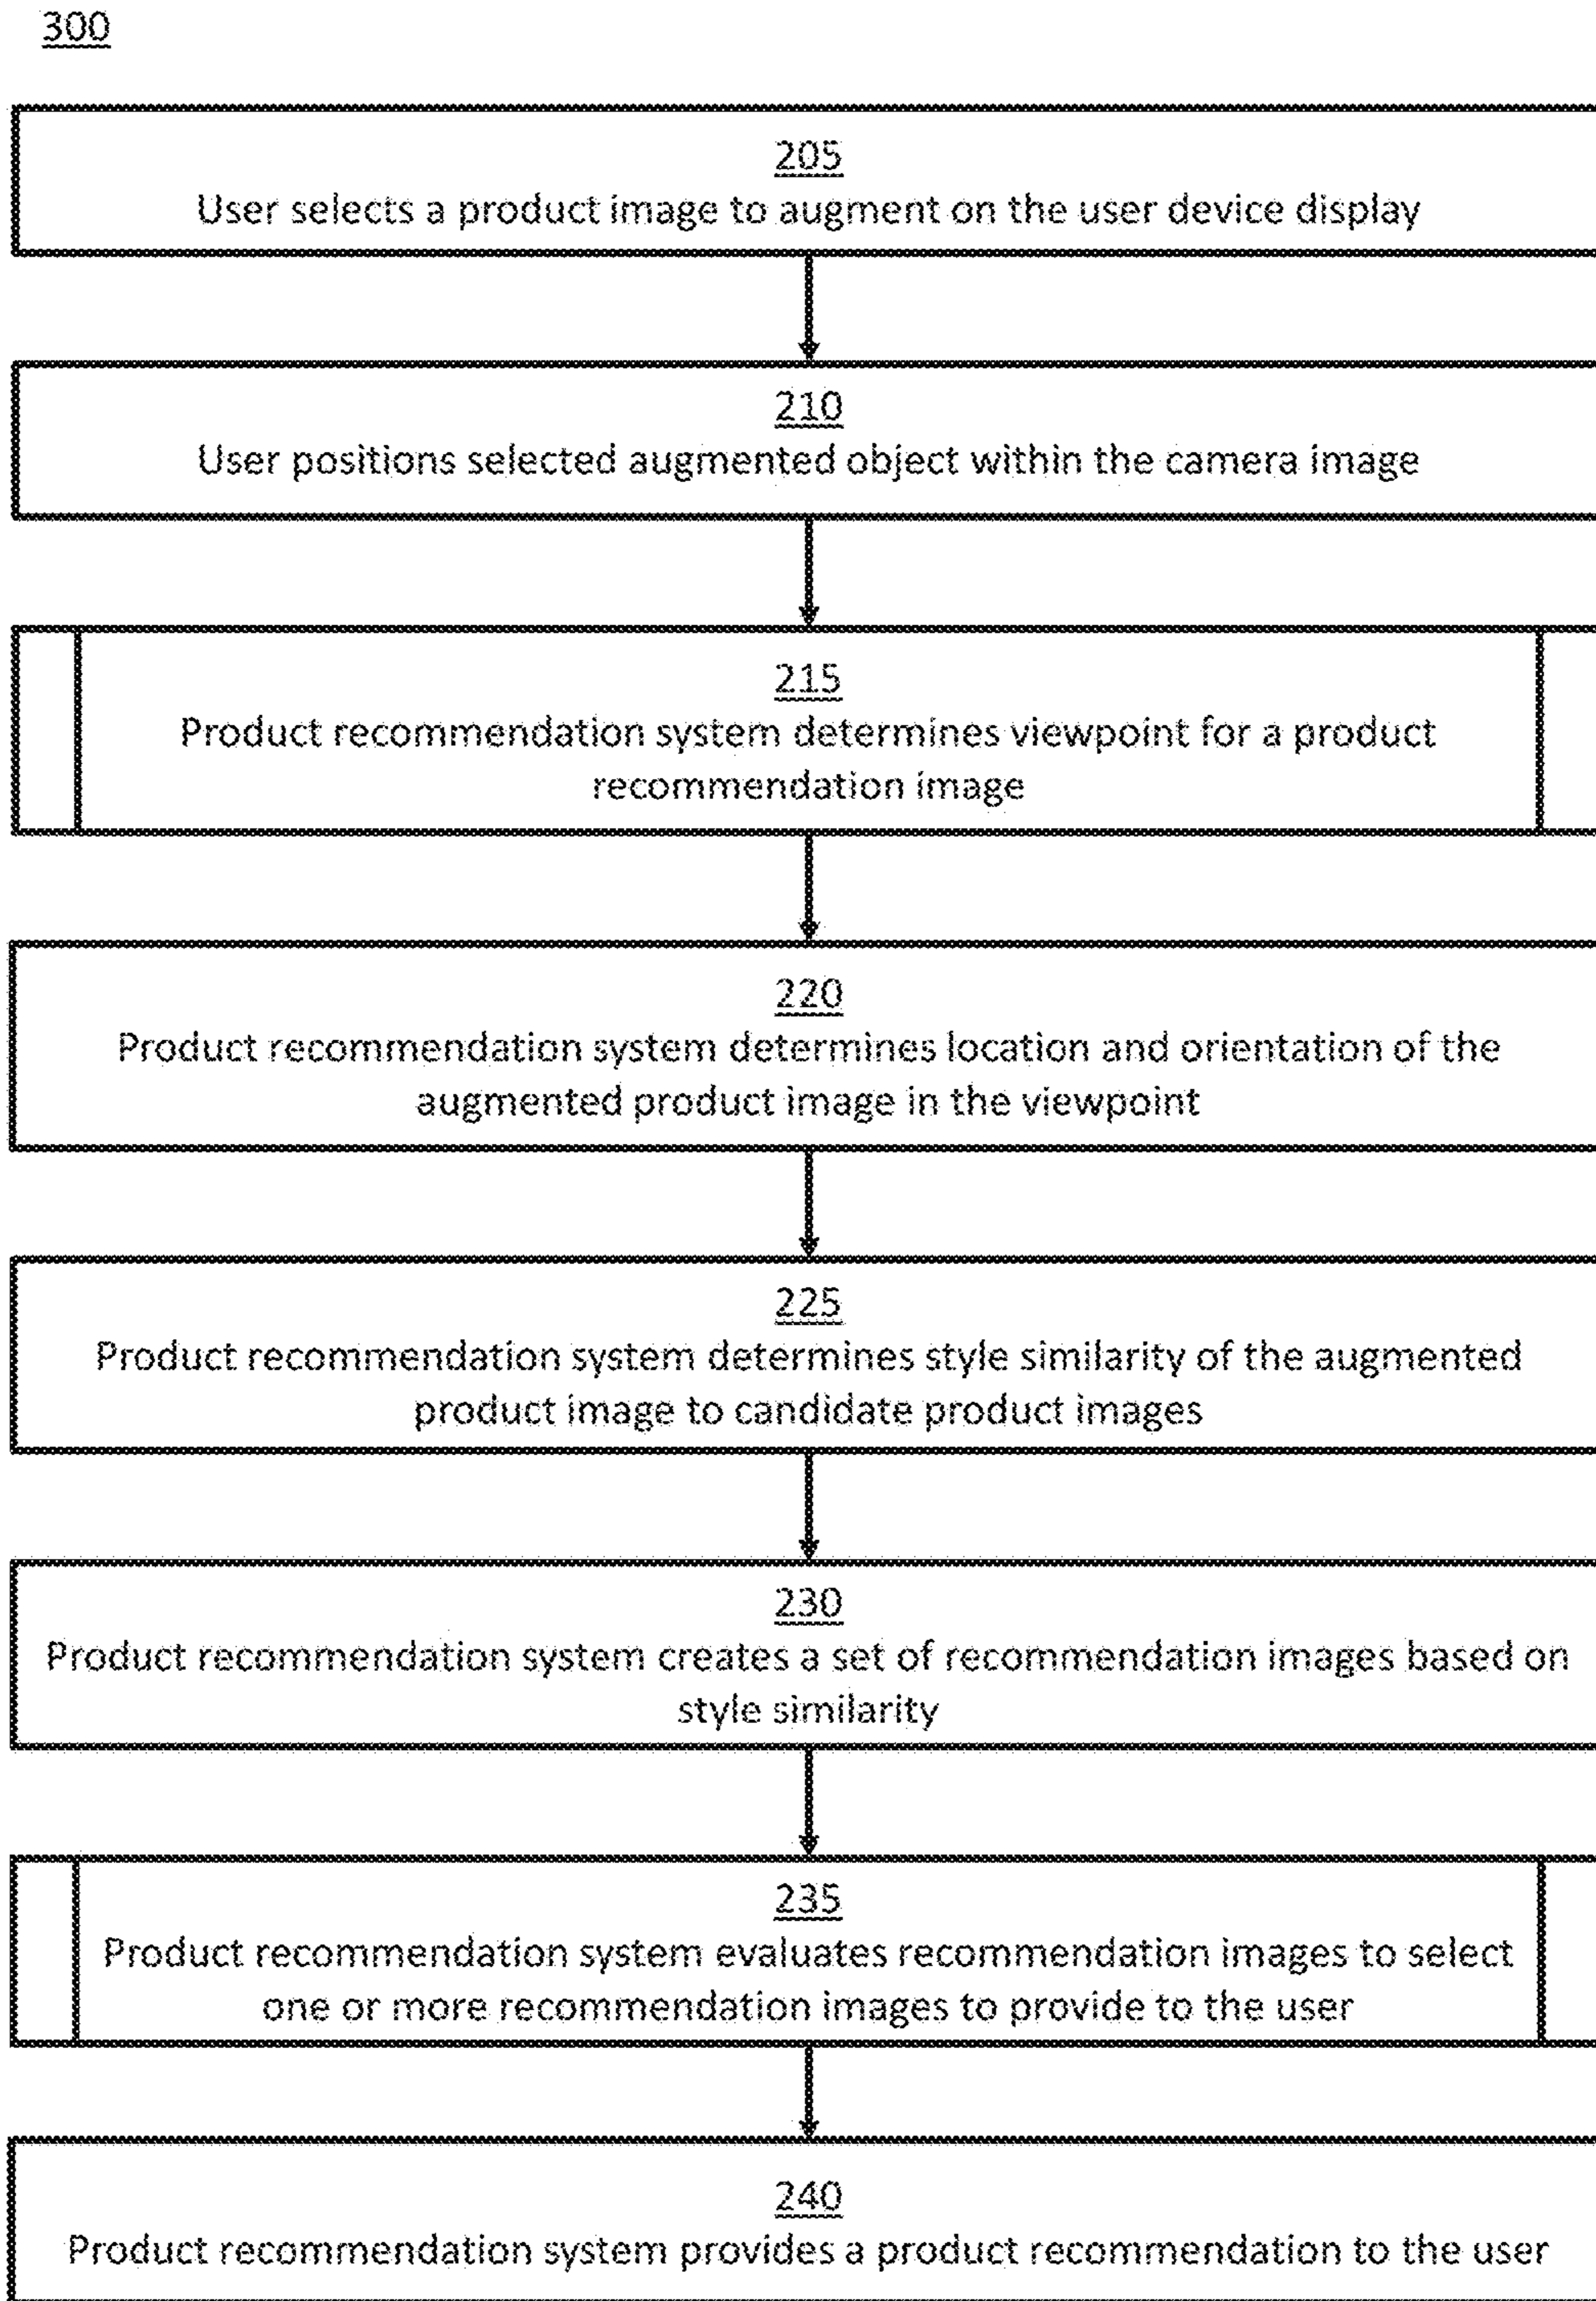 300
205
User selects a product image to augment on the user device display
210
User positions selected augmented object within the camera image
215
Product recommendation system determines viewpoint for a product
recommendation image
220
Product recommendation system determines location and orientation of the
augmented product image in the viewpoint
225
Product recommendation system determines style similarity of the augmented
product image to candidate product images
230
Product recommendation system creates a set of recommendation images based on
style similarity
235
Product recommendation system evaluates recommendation images to select
one or more recommendation images to provide to the user
240
Product recommendation system provides a product recommendation to the user